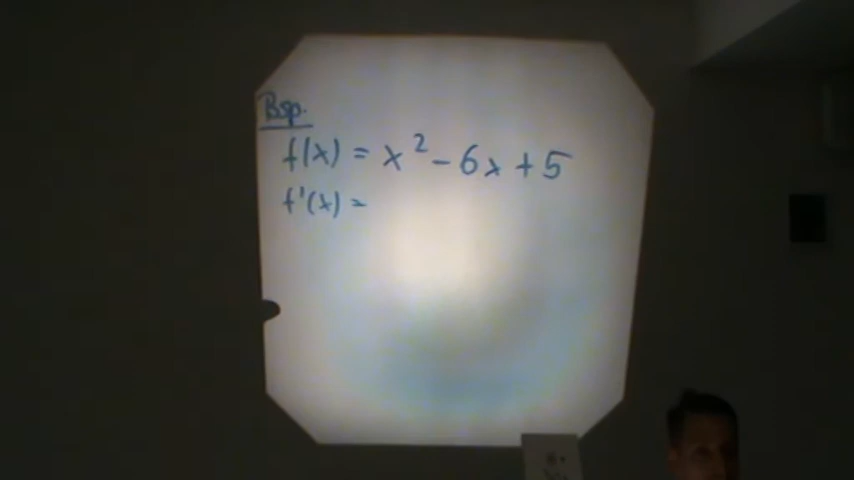 Bsp.
f(x) = x² - 6x + 5
f'(x) =